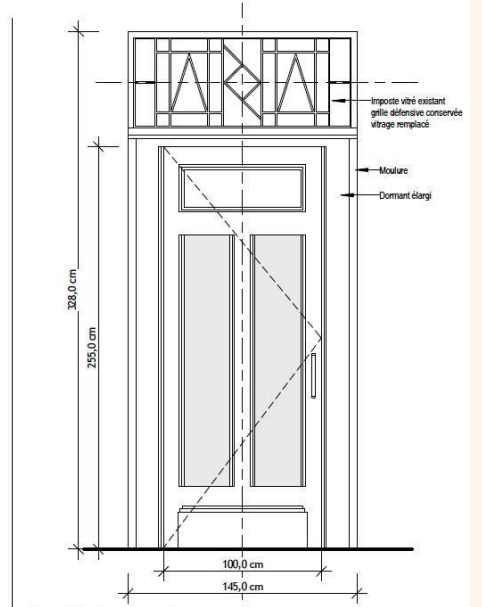 Imposte vitré existant
grille défensive conservée
vitrage remplacé
Moulure
Dormant élargi
328,0 cm
255,0 cm
100,0 cm
145,0 cm